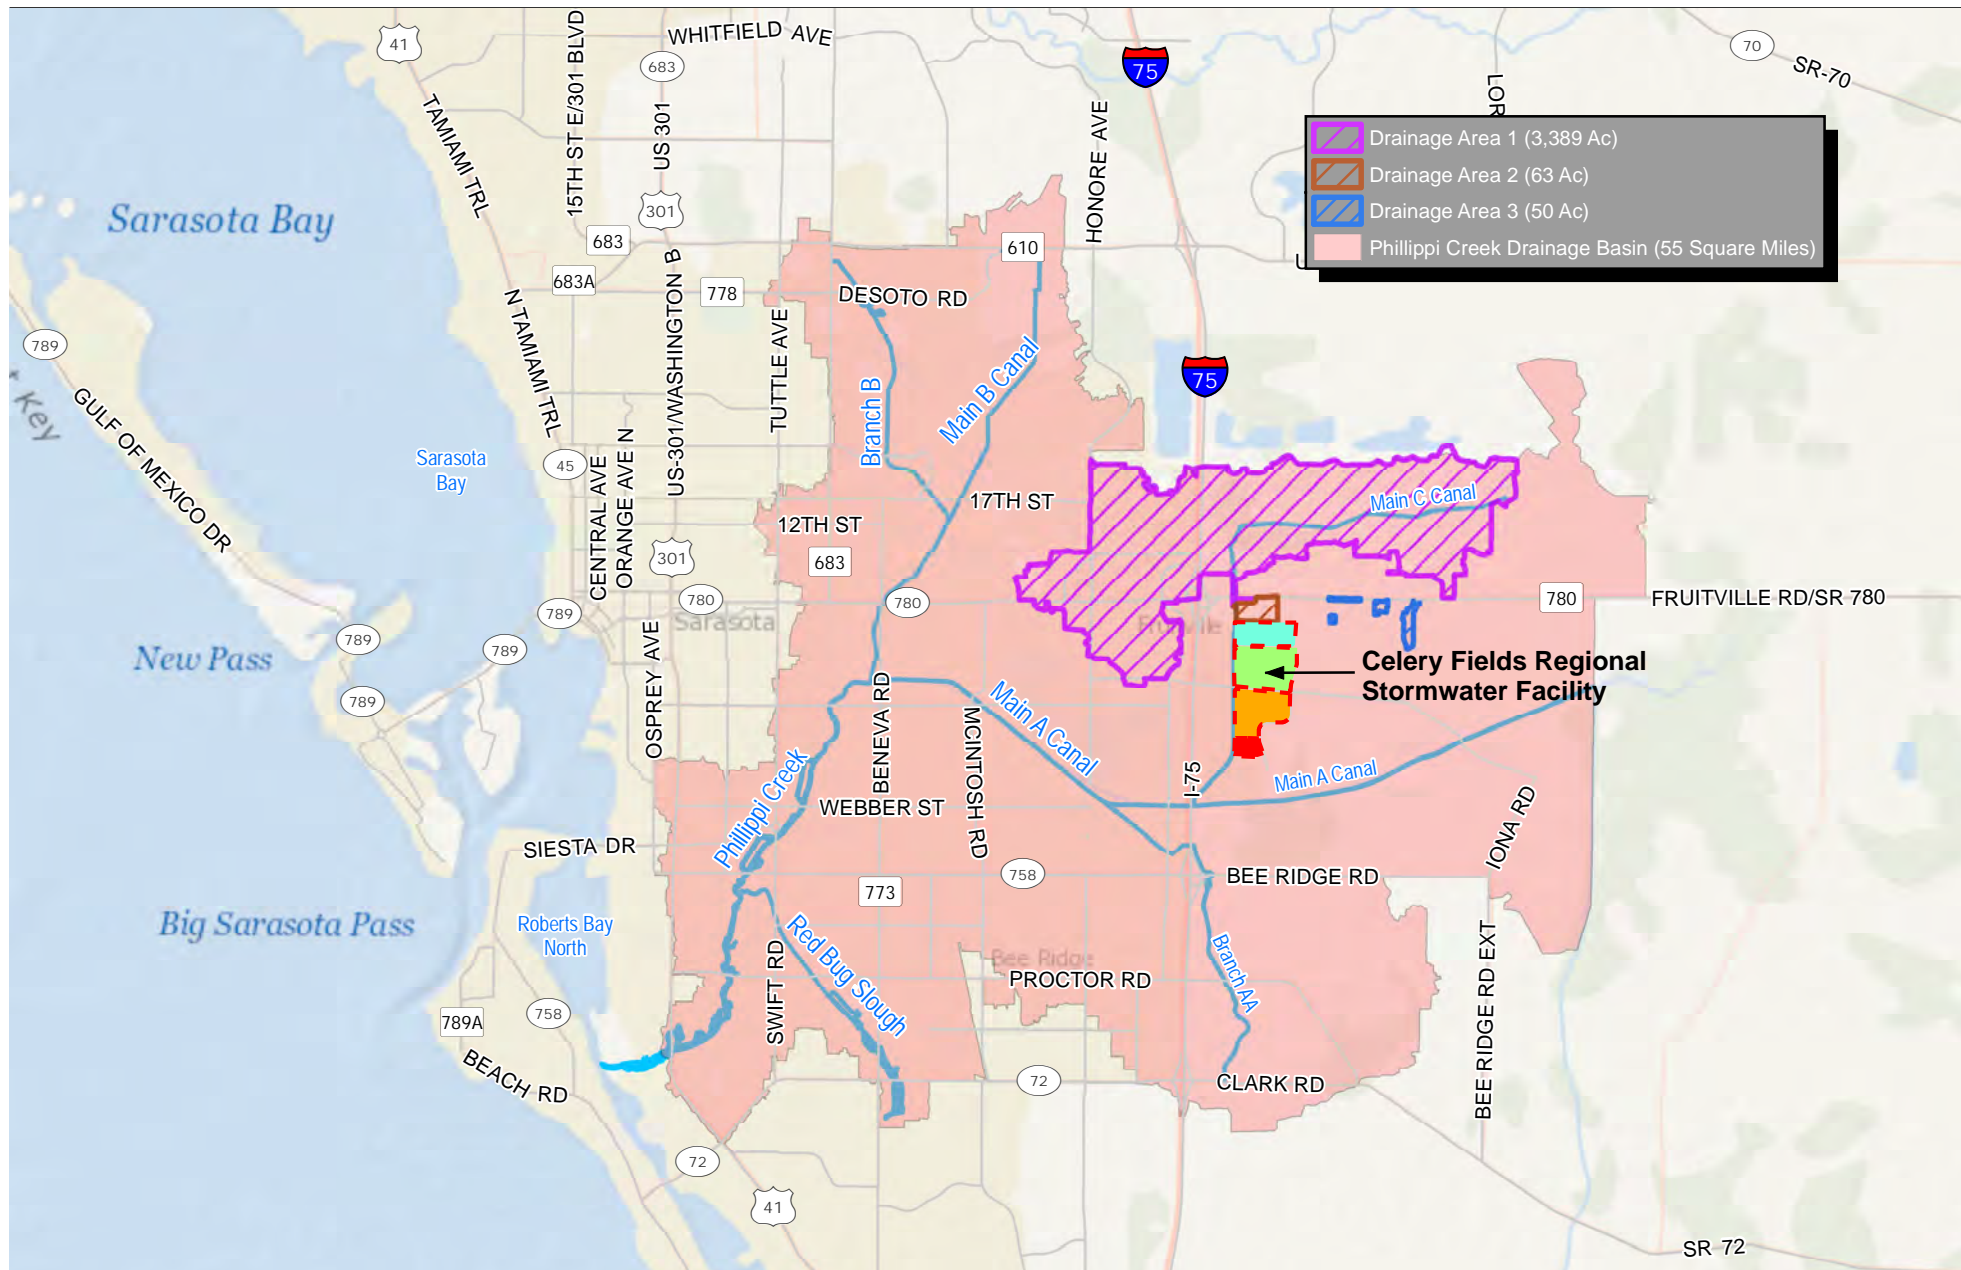 41
15TH ST E/301 BLVD
WHITFIELD AVE
683
75
70
SR-70
TAMIAMI TRL
US 301
HONORE AVE
LOR
Drainage Area 1 (3,389 Ac)
Drainage Area 2 (63 Ac)
Drainage Area 3 (50 Ac)
Phillippi Creek Drainage Basin (55 Square Miles)
Sarasota Bay
301
683
610
683A
778
DESOTO RD
N TAMIAMI TRL
US-301/WASHINGTON B
TUTTLE AVE
789
Key
GULF OF MEXICO DR
Branch B
Main B Canal
75
Sarasota
Bay
45
CENTRAL AVE
ORANGE AVE N
17TH ST
12TH ST
Main C Canal
301
683
780
780
780
FRUITVILLE RD/SR 780
789
789
789
789
Sarasota
New Pass
OSPREY AVE
BENEVA RD
MCINTOSH RD
Main A Canal
Celery Fields Regional
Stormwater Facility
Phillippi Creek
I-75
Main A Canal
WEBBER ST
IONA RD
SIESTA DR
758
773
BEE RIDGE RD
Big Sarasota Pass
Roberts Bay
North
Red Bug Slough
SWIFT RD
Bee Ridge
PROCTOR RD
Branch AA
BEE RIDGE RD EXT
789A
758
BEACH RD
72
CLARK RD
72
41
SR 72